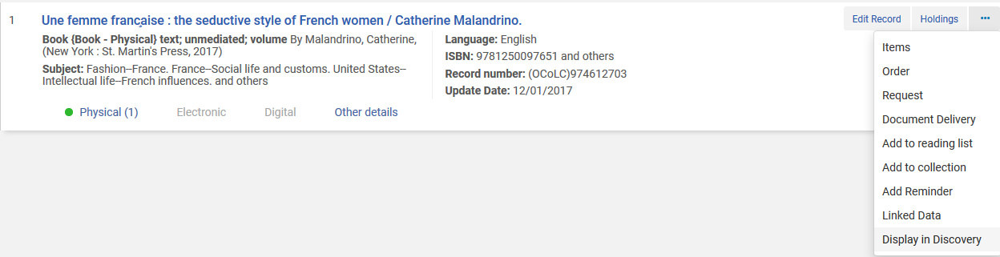 1
Une femme française : the seductive style of French women / Catherine Malandrino.
Edit Record
Holdings
•••
Book {Book - Physical} text; unmediated; volume By Malandrino, Catherine,
(New York : St. Martin's Press, 2017)
Subject: Fashion--France. France--Social life and customs. United States--
Intellectual life--French influences. and others
Language: English
ISBN: 9781250097651 and others
Record number: (OCoLC)974612703
Update Date: 12/01/2017
Physical (1)
Electronic
Digital
Other details
Items
Order
Request
Document Delivery
Add to reading list
Add to collection
Add Reminder
Linked Data
Display in Discovery